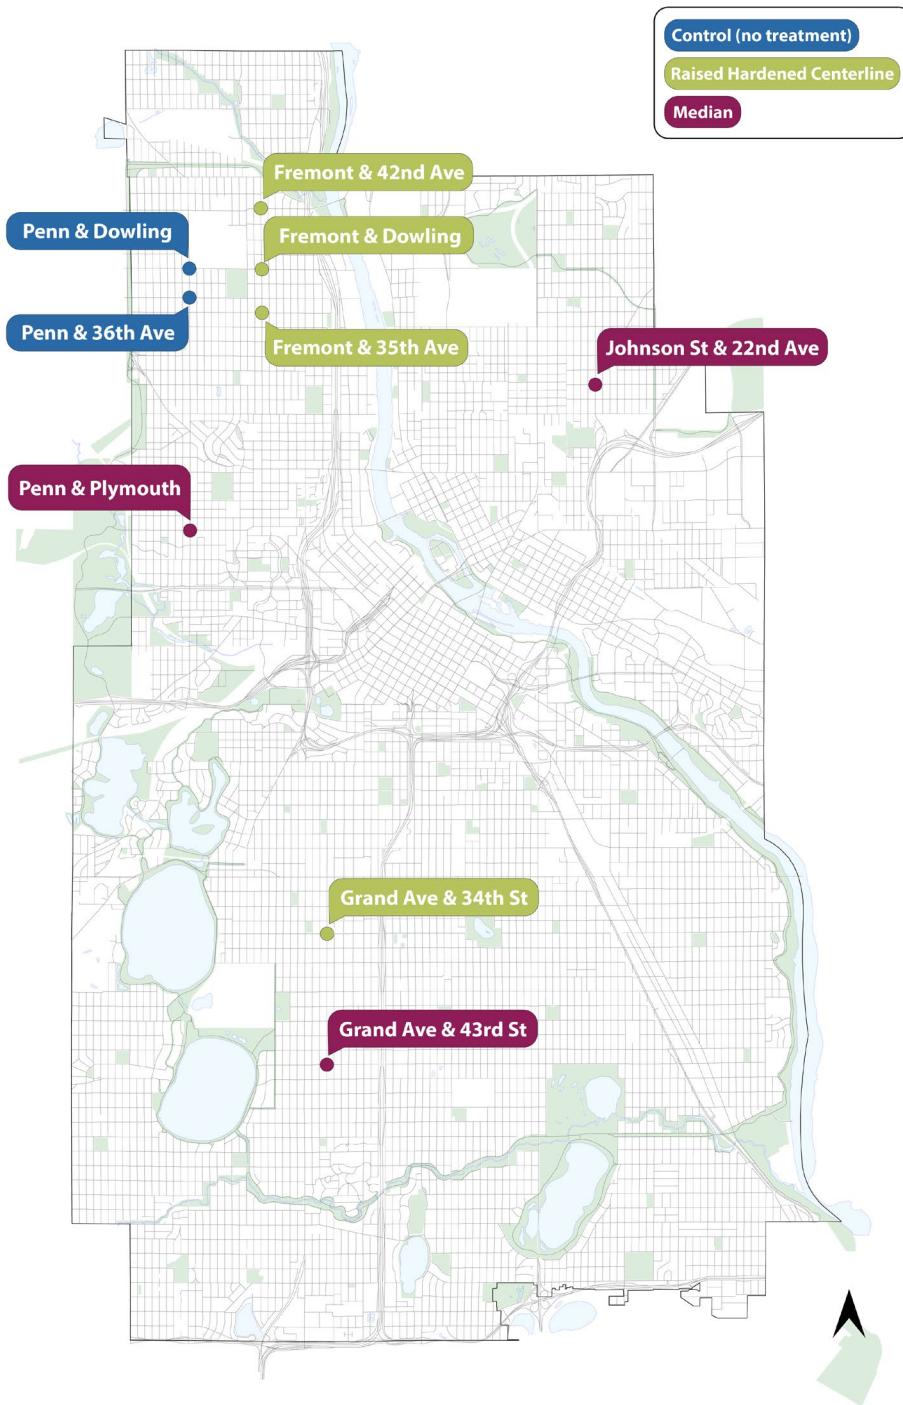 Control (no treatment)
Raised Hardened Centerline
Median
Fremont & 42nd Ave
Penn & Dowling
Fremont & Dowling
Penn & 36th Ave
Fremont & 35th Ave
Johnson St & 22nd Ave
Penn & Plymouth
Grand Ave & 34th St
Grand Ave & 43rd St